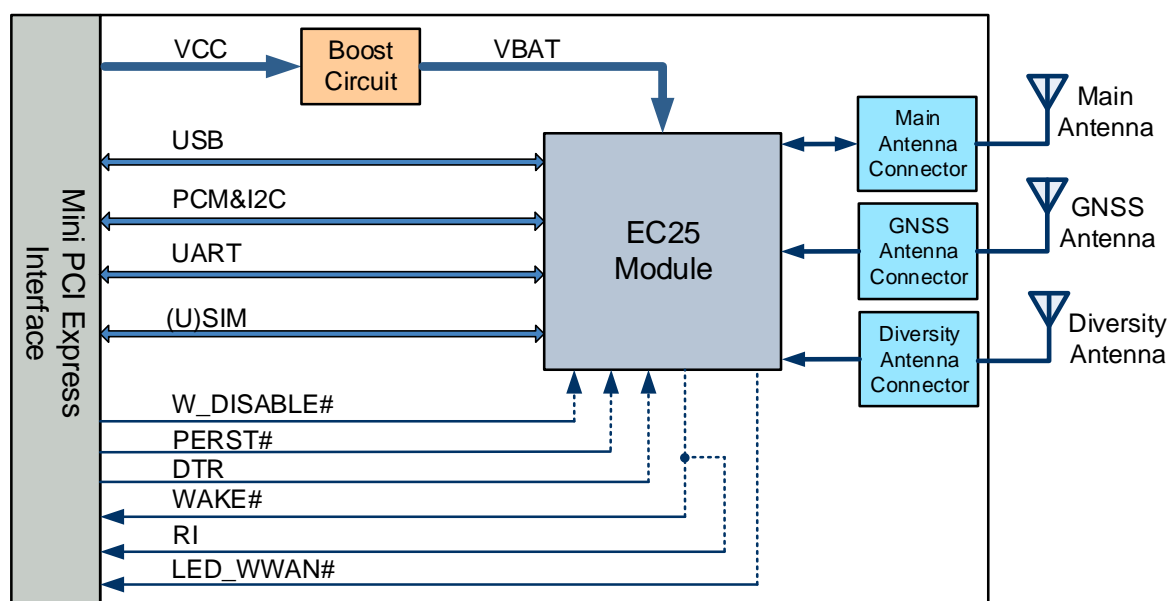 VCC
Boost
Circuit
VBAT
USB
PCM&I2C
UART
(U)SIM
EC25
Module
Main
Antenna
Connector
GNSS
Antenna
Connector
Diversity
Antenna
Connector
Main
Antenna
GNSS
Antenna
Diversity
Antenna
Mini PCI Express
Interface
W_DISABLE#
PERST#
DTR
WAKE#
RI
LED_WWAN#